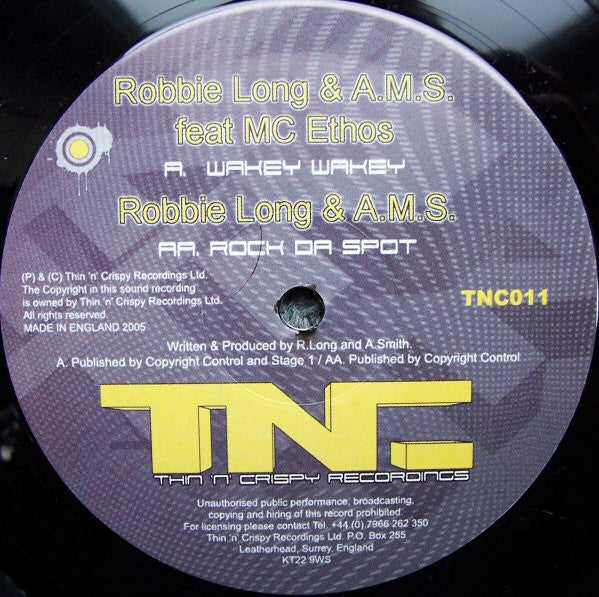 Robbie Long & A.M.S.
feat MC Ethos
A. WAKEY WAKEY
Robbie Long & A.M.S.
AA. ROCK DA SPOT
(P) & (C) Thin 'n' Crispy Recordings Ltd.
The Copyright in this sound recording
is owned by Thin 'n' Crispy Recordings Ltd.
All rights reserved.
MADE IN ENGLAND 2005
TNC011
Written & Produced by R.Long and A.Smith.
A. Published by Copyright Control and Stage 1 / AA. Published by Copyright Control
TNC
THIN 'N' CRISPY RECORDINGS
Unauthorised public performance, broadcasting,
copying and hiring of this record prohibited.
For licensing please contact Tel. +44 (0) 7966 262 350
Thin 'n' Crispy Recordings Ltd. P.O. Box 255
Leatherhead, Surrey, England
KT22 9WS